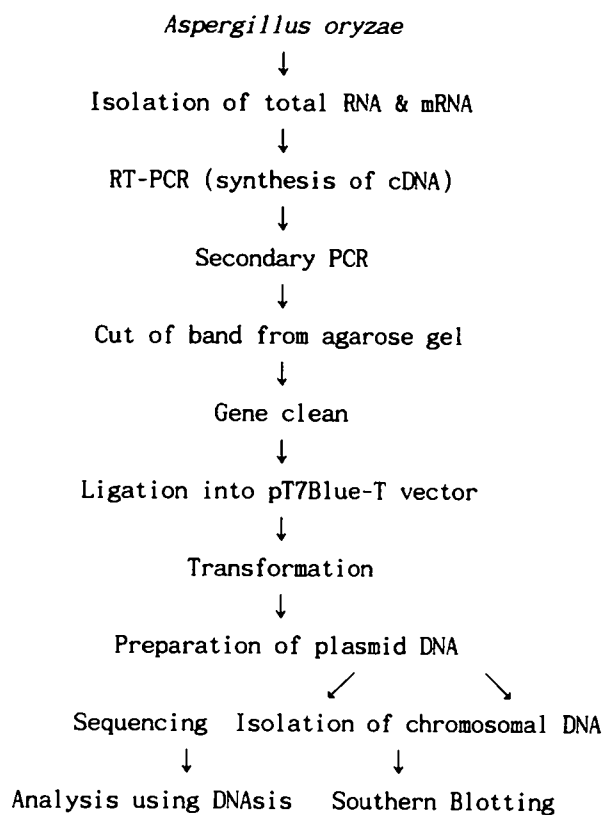 Aspergillus oryzae
↓
Isolation of total RNA & mRNA
↓
RT-PCR (synthesis of cDNA)
↓
Secondary PCR
↓
Cut of band from agarose gel
↓
Gene clean
↓
Ligation into pT7Blue-T vector
↓
Transformation
↓
Preparation of plasmid DNA
↙ ↘
Sequencing Isolation of chromosomal DNA
↓ ↓
Analysis using DNAsis Southern Blotting